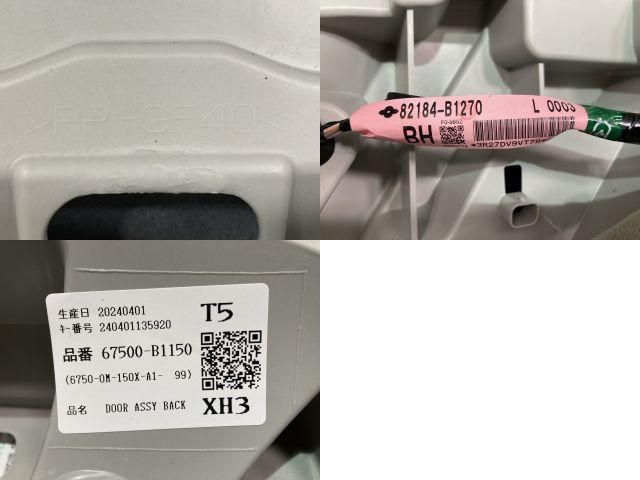 >PP-GF40<
82184-B1270
L 0003
BH
*3R27DV9VT78*
生産日 20240401
ｷｰ番号 240401135920
T5
品番 67500-B1150
(6750-0M-150X-A1- 99)
品名 DOOR ASSY BACK
XH3